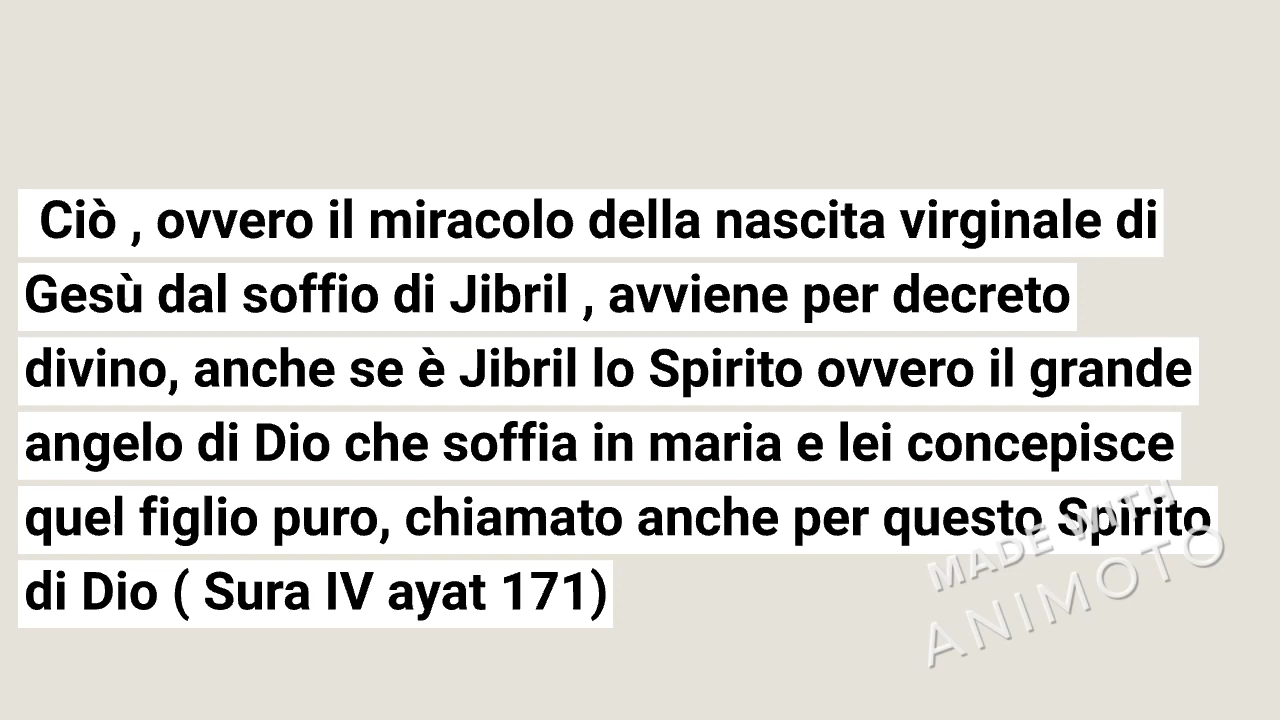 Ciò , ovvero il miracolo della nascita virginale di
Gesù dal soffio di Jibril , avviene per decreto
divino, anche se è Jibril lo Spirito ovvero il grande
angelo di Dio che soffia in maria e lei concepisce
quel figlio puro, chiamato anche per questo Spirito
di Dio ( Sura IV ayat 171)
MADE WITH
ANIMOTO